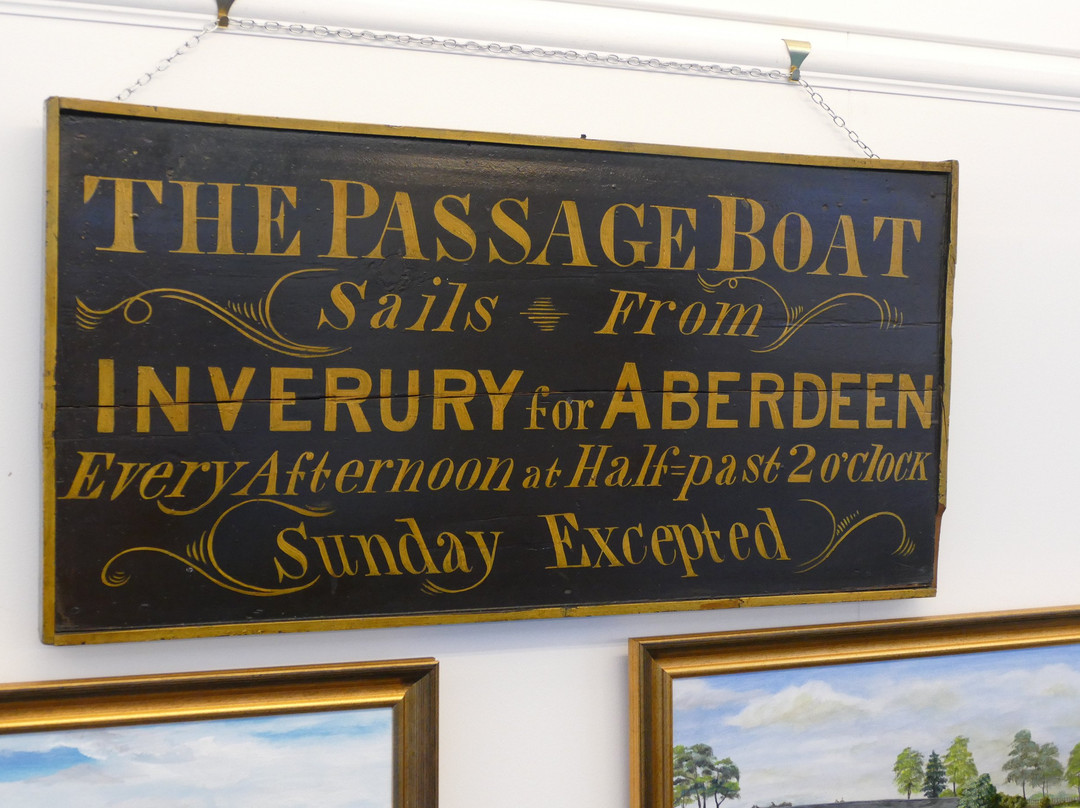 THE PASSAGE BOAT
Sails From
INVERURY for ABERDEEN
Every Afternoon at Half=past 2 o'clock
Sunday Excepted